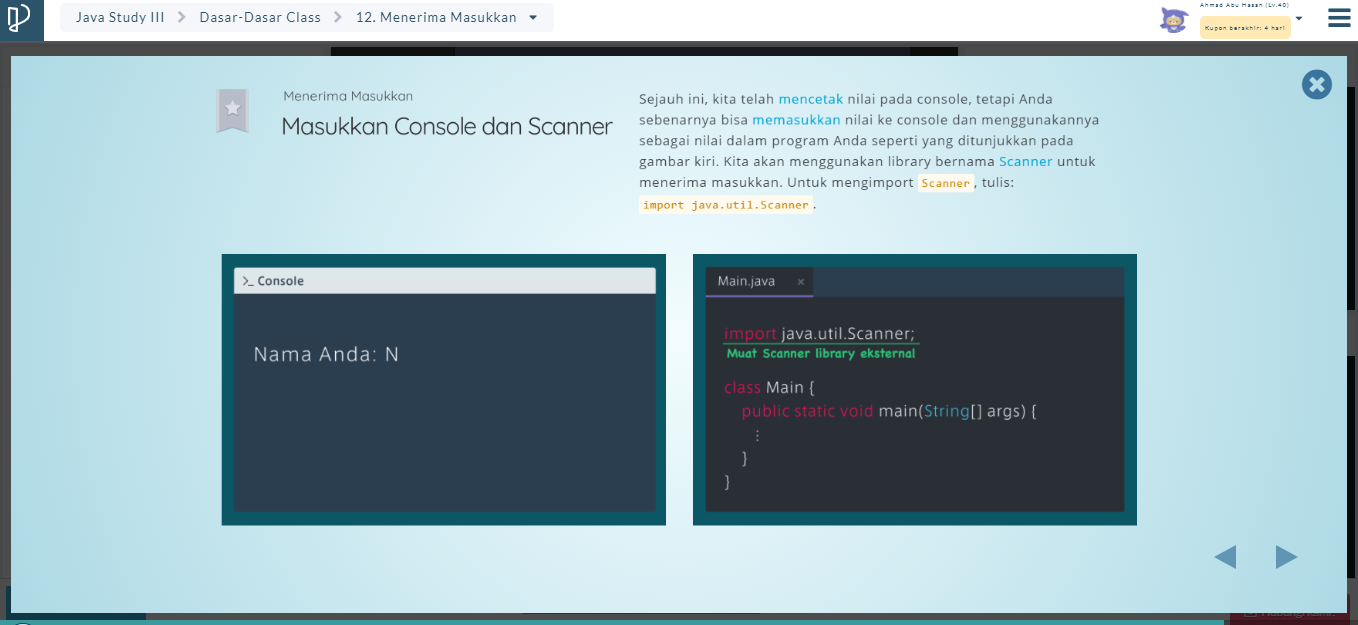 Java Study III
Dasar-Dasar Class
12. Menerima Masukkan
Ahmad Abu Hasan (Lv.40)
Kupon berakhir: 4 hari
Menerima Masukkan
Masukkan Console dan Scanner
Sejauh ini, kita telah mencetak nilai pada console, tetapi Anda
sebenarnya bisa memasukkan nilai ke console dan menggunakannya
sebagai nilai dalam program Anda seperti yang ditunjukkan pada
gambar kiri. Kita akan menggunakan library bernama Scanner untuk
menerima masukkan. Untuk mengimport Scanner, tulis:
import java.util.Scanner.
>_ Console
Nama Anda: N
Main.java ×
import java.util.Scanner;
Muat Scanner library eksternal
class Main {
public static void main(String[] args) {
⋮
}
}